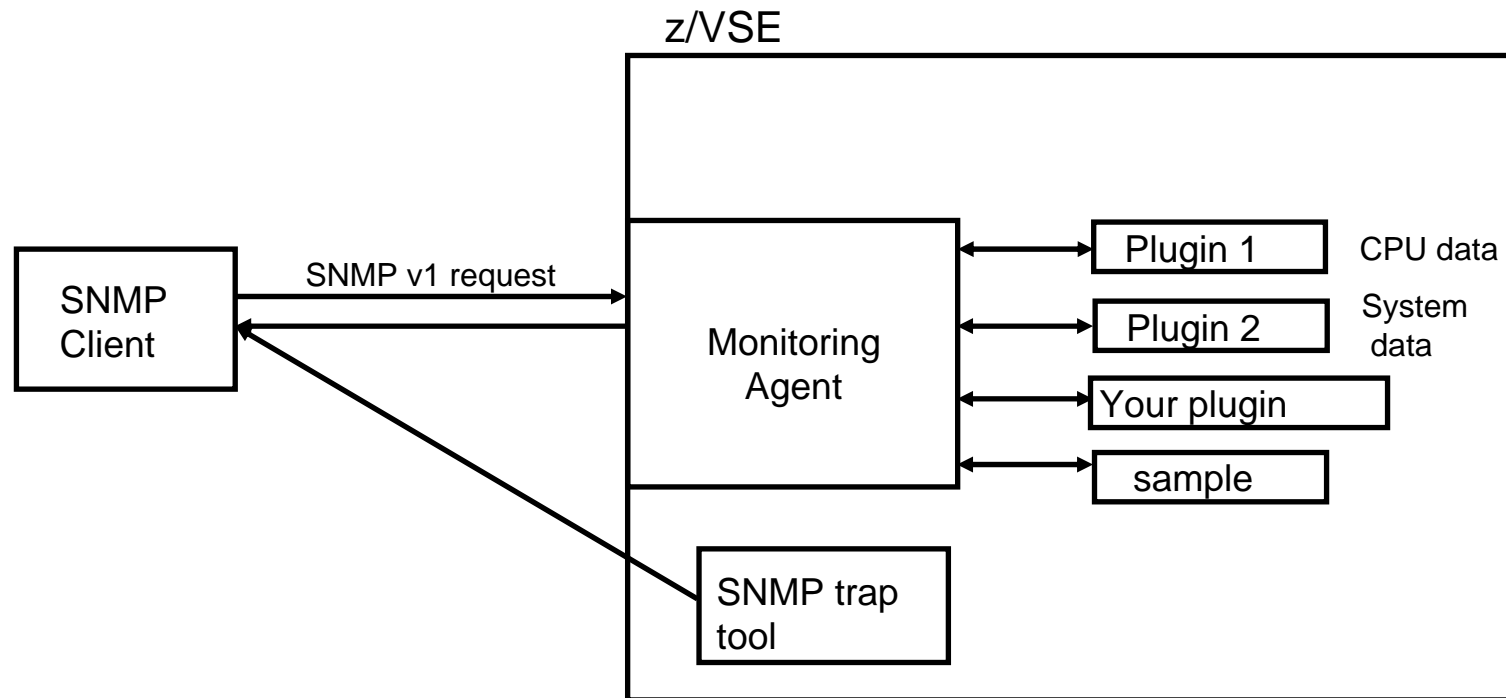 z/VSE
SNMP
Client
SNMP v1 request
Monitoring
Agent
Plugin 1
CPU data
Plugin 2
System
data
Your plugin
sample
SNMP trap
tool